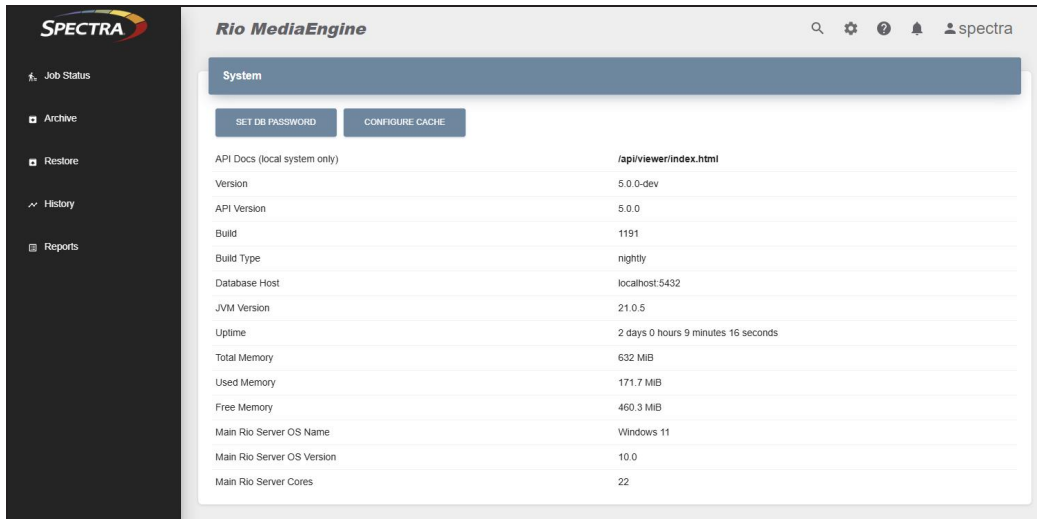 SPECTRA
Rio MediaEngine
spectra
Job Status
Archive
Restore
History
Reports
System
SET DB PASSWORD
CONFIGURE CACHE
API Docs (local system only) /api/viewer/index.html
Version 5.0.0-dev
API Version 5.0.0
Build 1191
Build Type nightly
Database Host localhost:5432
JVM Version 21.0.5
Uptime 2 days 0 hours 9 minutes 16 seconds
Total Memory 632 MiB
Used Memory 171.7 MiB
Free Memory 460.3 MiB
Main Rio Server OS Name Windows 11
Main Rio Server OS Version 10.0
Main Rio Server Cores 22